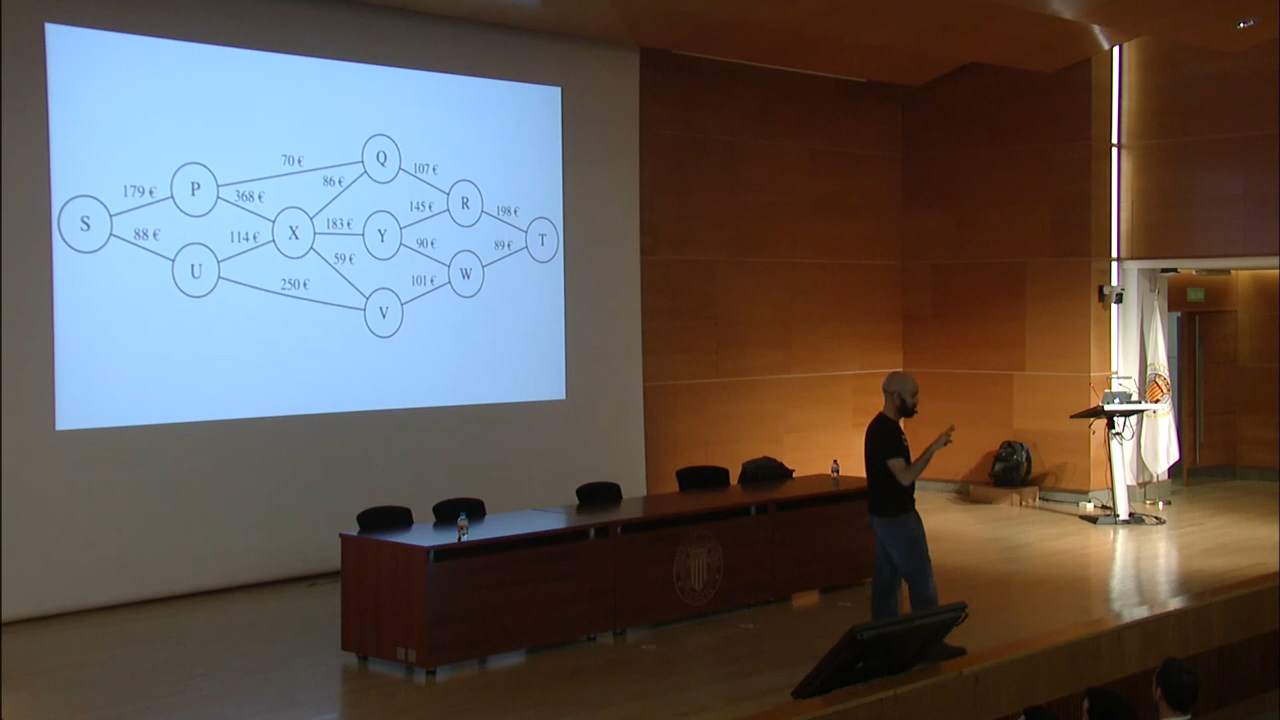 Q
70 €
107 €
P
86 €
179 €
368 €
R
145 €
198 €
S
183 €
X
Y
T
88 €
114 €
90 €
89 €
59 €
U
W
250 €
101 €
V